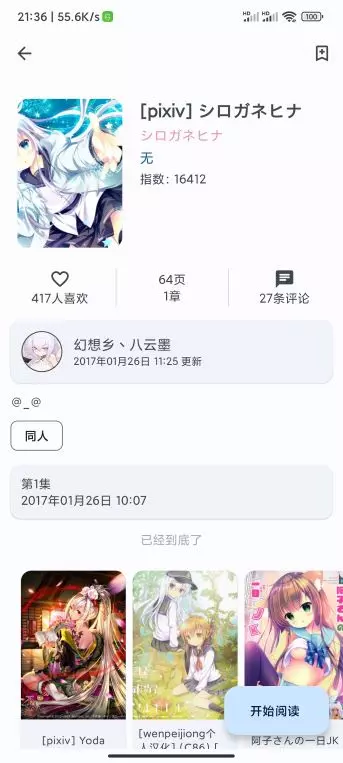 21:36 | 55.6K/s
HD HD 100
[pixiv] シロガネヒナ
シロガネヒナ
无
指数: 16412
417人喜欢
64页
1章
27条评论
幻想乡丶八云墨
2017年01月26日 11:25 更新
@_@
同人
第1集
2017年01月26日 10:07
已经到底了
开始阅读
[pixiv] Yoda
[wenpeijiong个
人汉化] (C86) [
阿子さんの一日JK